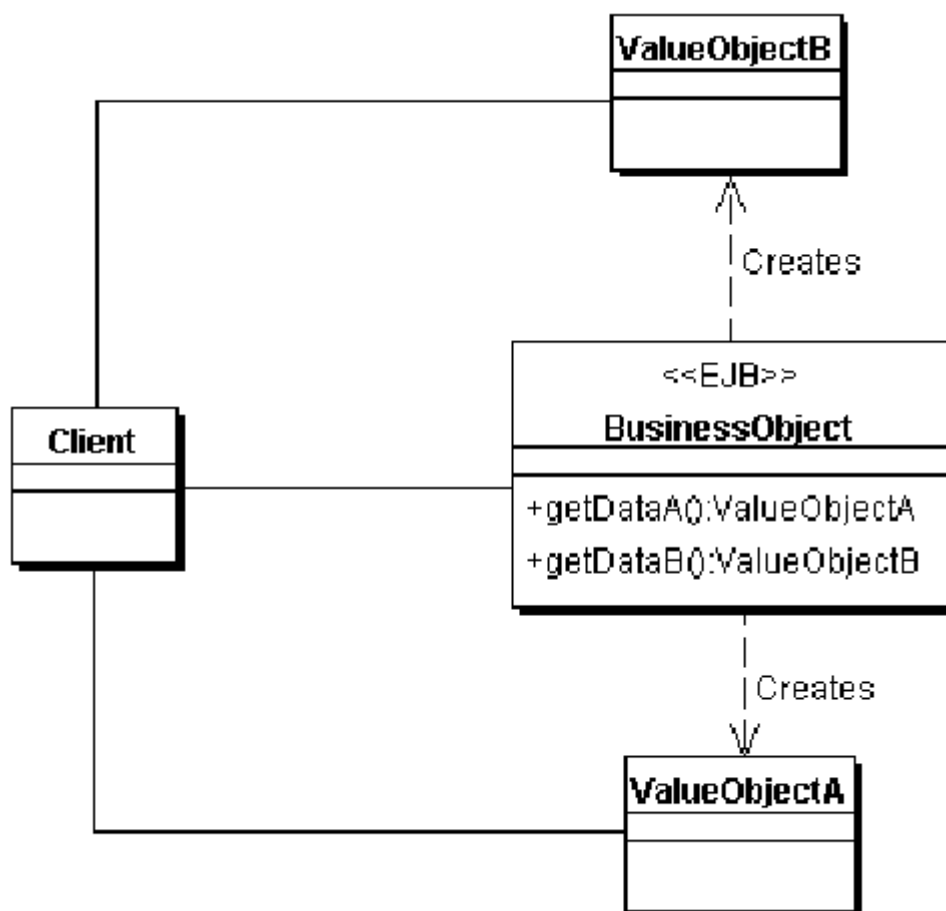 ValueObjectB
Creates
<<EJB>>
BusinessObject
Client
+getDataA():ValueObjectA
+getDataB():ValueObjectB
Creates
ValueObjectA